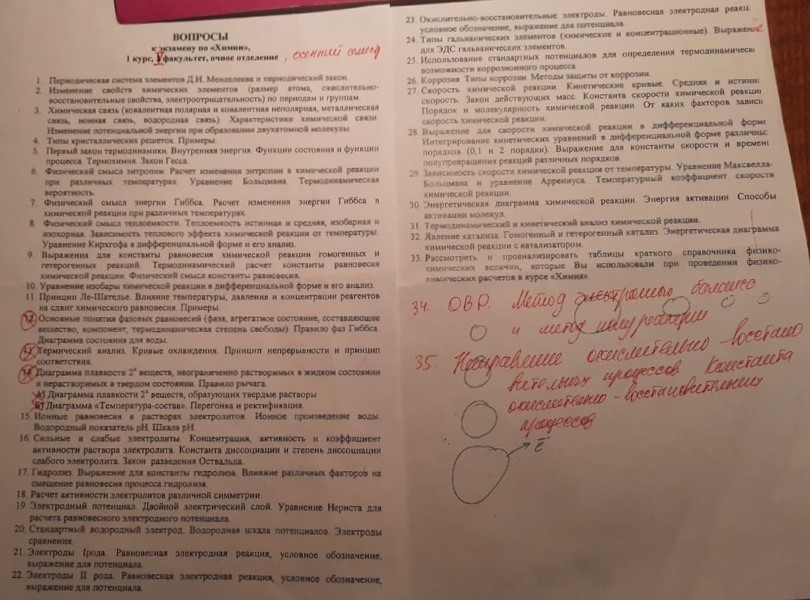 ВОПРОСЫ
к экзамену по «Химии»,
1 курс, V факультет, очное отделение , осенний семестр
1. Периодическая система элементов Д.И. Менделеева и периодический закон.
2. Изменение свойств химических элементов (размер атома, окислительно-
восстановительные свойства, электроотрицательность) по периодам и группам.
3. Химическая связь (ковалентная полярная и ковалентная неполярная, металлическая
связь, ионная связь, водородная связь) Характеристики химической связи.
Изменение потенциальной энергии при образовании двухатомной молекулы.
4. Типы кристаллических решеток. Примеры.
5. Первый закон термодинамики. Внутренняя энергия. Функции состояния и функции
процесса. Термохимия. Закон Гесса.
6. Физический смысл энтропии. Расчет изменения энтропии в химической реакции
при различных температурах. Уравнение Больцмана. Термодинамическая
вероятность.
7. Физический смысл энергии Гиббса. Расчет изменения энергии Гиббса в
химической реакции при различных температурах.
8. Физический смысл теплоемкости. Теплоемкость истинная и средняя, изобарная и
изохорная. Зависимость теплового эффекта химической реакции от температуры.
Уравнание Кирхгофа в дифференциальной форме и его анализ.
9. Выражения для константы равновесия химической реакции гомогенных и
гетерогенных реакций. Термодинамический расчет константы равновесия
химической реакции. Физический смысл константы равновесия.
10. Уравнение изобары химической реакции в дифференциальной форме и его анализ
11. Принцип Ле-Шателье. Влияние температуры, давления и концентрации реагентов
на сдвиг химического равновесия. Примеры.
12. Основные понятия фазовых равновесий (фаза, агрегатное состояние, составляющее
вещество, компонент, термодинамическая степень свободы). Правило фаз Гиббса.
Диаграмма состояния для воды.
13. Термический анализ. Кривые охлаждения. Принцип непрерывности и принцип
соответствия.
14. Диаграмма плавкости 2ˣ веществ, неограниченно растворимых в жидком состоянии
и нерастворимых в твердом состоянии. Правило рычага.
А) Диаграмма плавкости 2ˣ веществ, образующих твердые растворы
Б) Диаграмма «Температура-состав». Перегонка и ректификация.
15. Ионные равновесия в растворах электролитов. Ионное произведение воды.
Водородный показатель pH. Шкала pH.
16. Сильные и слабые электролиты. Концентрация, активность и коэффициент
активности раствора электролита. Константа диссоциации и степень диссоциации
слабого электролита. Закон разведения Оствальда.
17. Гидролиз. Выражение для константы гидролиза. Влияние различных факторов на
смещение равновесия процесса гидролиза.
18. Расчет активности электролитов различной симметрии.
19. Электродный потенциал. Двойной электрический слой. Уравнение Нернста для
расчета равновесного электродного потенциала.
20. Стандартный водородный электрод. Водородная шкала потенциалов. Электроды
сравнения.
21. Электроды I рода. Равновесная электродная реакция, условное обозначение,
выражение для потенциала.
22. Электроды II рода. Равновесная электродная реакция, условное обозначение,
выражение для потенциала.
23. Окислительно-восстановительные электроды. Равновесная электродная реакц
условное обозначение, выражение для потенциала.
24. Типы гальванических элементов (химические и концентрационные). Выражение
для ЭДС гальванических элементов.
25. Использование стандартных потенциалов для определения термодинамическо
возможности коррозионного процесса.
26. Коррозия. Типы коррозии. Методы защиты от коррозии.
27. Скорость химической реакции. Кинетические кривые. Средняя и истинна
скорость. Закон действующих масс. Константа скорости химической реакции
Порядок и молекулярность химической реакции. От каких факторов зависи
скорость химической реакции.
28. Выражение для скорости химической реакции в дифференциальной форме
Интегрирование кинетических уравнений в дифференциальной форме различны
порядков (0,1 и 2 порядки). Выражение для константы скорости и времени
полупревращения реакций различных порядков.
29. Зависимость скорости химической реакции от температуры. Уравнение Максвелла-
Больцмана и уравнение Аррениуса. Температурный коэффициент скорости
химической реакции.
30. Энергетическая диаграмма химической реакции. Энергия активации. Способы
активации молекул.
31. Термодинамический и кинетический анализ химической реакции.
32. Явление катализа. Гомогенный и гетерогенный катализ. Энергетическая диаграмма
химической реакции с катализатором.
33. Рассмотреть и проанализировать таблицы краткого справочника физико-
химических величин, которые Вы использовали при проведении физико-
химических расчетов в курсе «Химия».
34. ОВР. Метод электронного баланса
и метод полуреакции
35. Направление окислительно-восстано
вительных процессов Константа
окислительно-восстановительных
процессов
ē